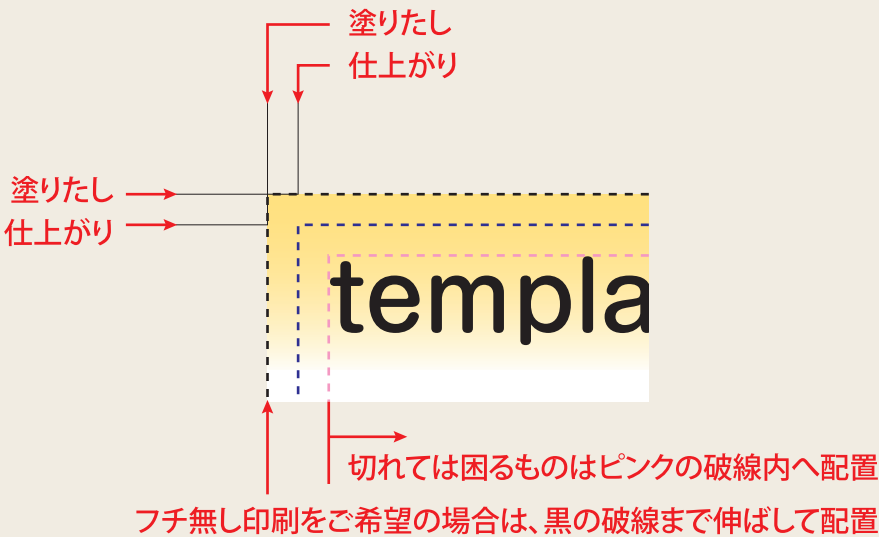 塗りたし
仕上がり
塗りたし
仕上がり
templa
切れては困るものはピンクの破線内へ配置
フチ無し印刷をご希望の場合は、黒の破線まで伸ばして配置